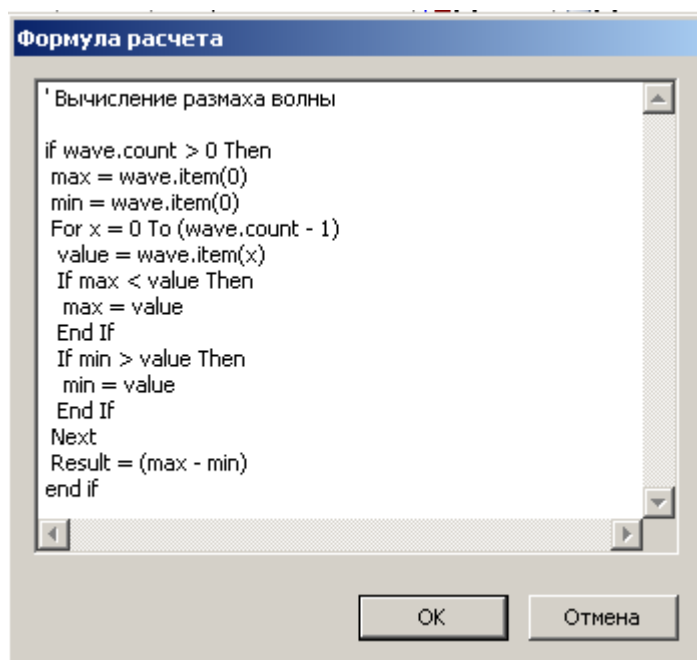 Формула расчета
' Вычисление размаха волны
if wave.count > 0 Then
max = wave.item(0)
min = wave.item(0)
For x = 0 To (wave.count - 1)
value = wave.item(x)
If max < value Then
max = value
End If
If min > value Then
min = value
End If
Next
Result = (max - min)
end if
OK
Отмена